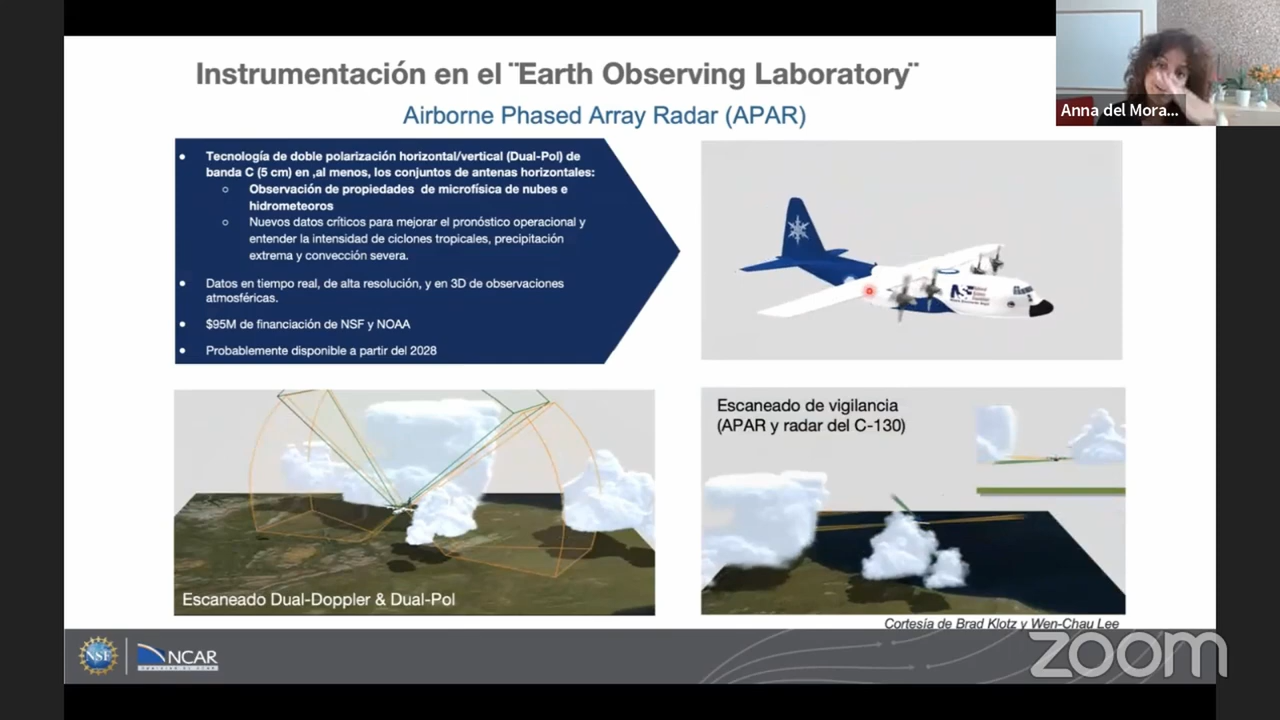 Instrumentación en el ¨Earth Observing Laboratory¨
Airborne Phased Array Radar (APAR)
Anna del Mora...
• Tecnología de doble polarización horizontal/vertical (Dual-Pol) de
banda C (5 cm) en ,al menos, los conjuntos de antenas horizontales:
○ Observación de propiedades de microfísica de nubes e
hidrometeoros
○ Nuevos datos críticos para mejorar el pronóstico operacional y
entender la intensidad de ciclones tropicales, precipitación
extrema y convección severa.
• Datos en tiempo real, de alta resolución, y en 3D de observaciones
atmosféricas.
• $95M de financiación de NSF y NOAA
• Probablemente disponible a partir del 2028
Escaneado Dual-Doppler & Dual-Pol
Escaneado de vigilancia
(APAR y radar del C-130)
Cortesía de Brad Klotz y Wen-Chau Lee
NSF
NCAR
zoom